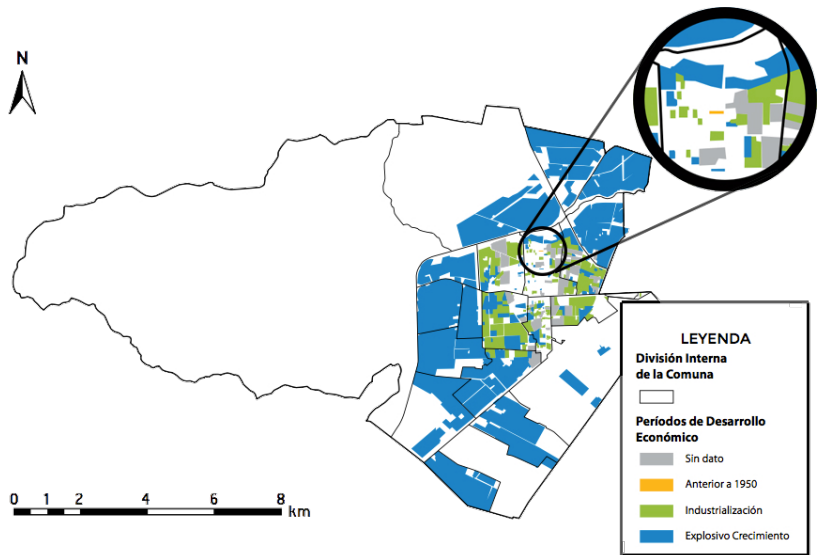 N
0 1 2 4 6 8
km
LEYENDA
División Interna
de la Comuna
Períodos de Desarrollo
Económico
Sin dato
Anterior a 1950
Industrialización
Explosivo Crecimiento